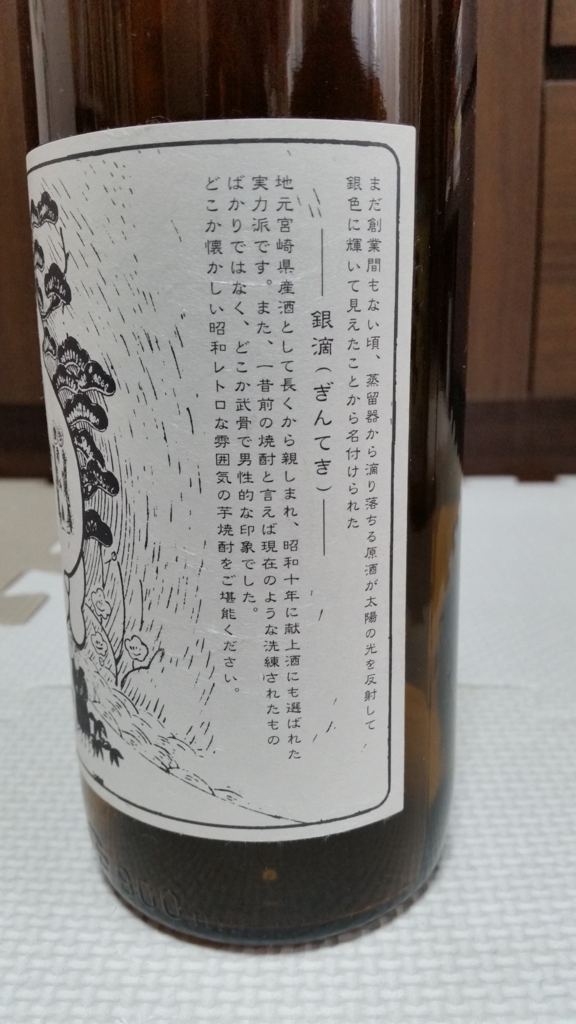 まだ創業間もない頃、蒸留器から滴り落ちる原酒が太陽の光を反射して
銀色に輝いて見えたことから名付けられた
銀滴(ぎんてき)
地元宮崎県産酒として長くから親しまれ、昭和十年に献上酒にも選ばれた
実力派です。また、一昔前の焼酎と言えば現在のような洗練されたもの
ばかりではなく、どこか武骨で男性的な印象でした。
どこか懐かしい昭和レトロな雰囲気の芋焼酎をご堪能ください。
900